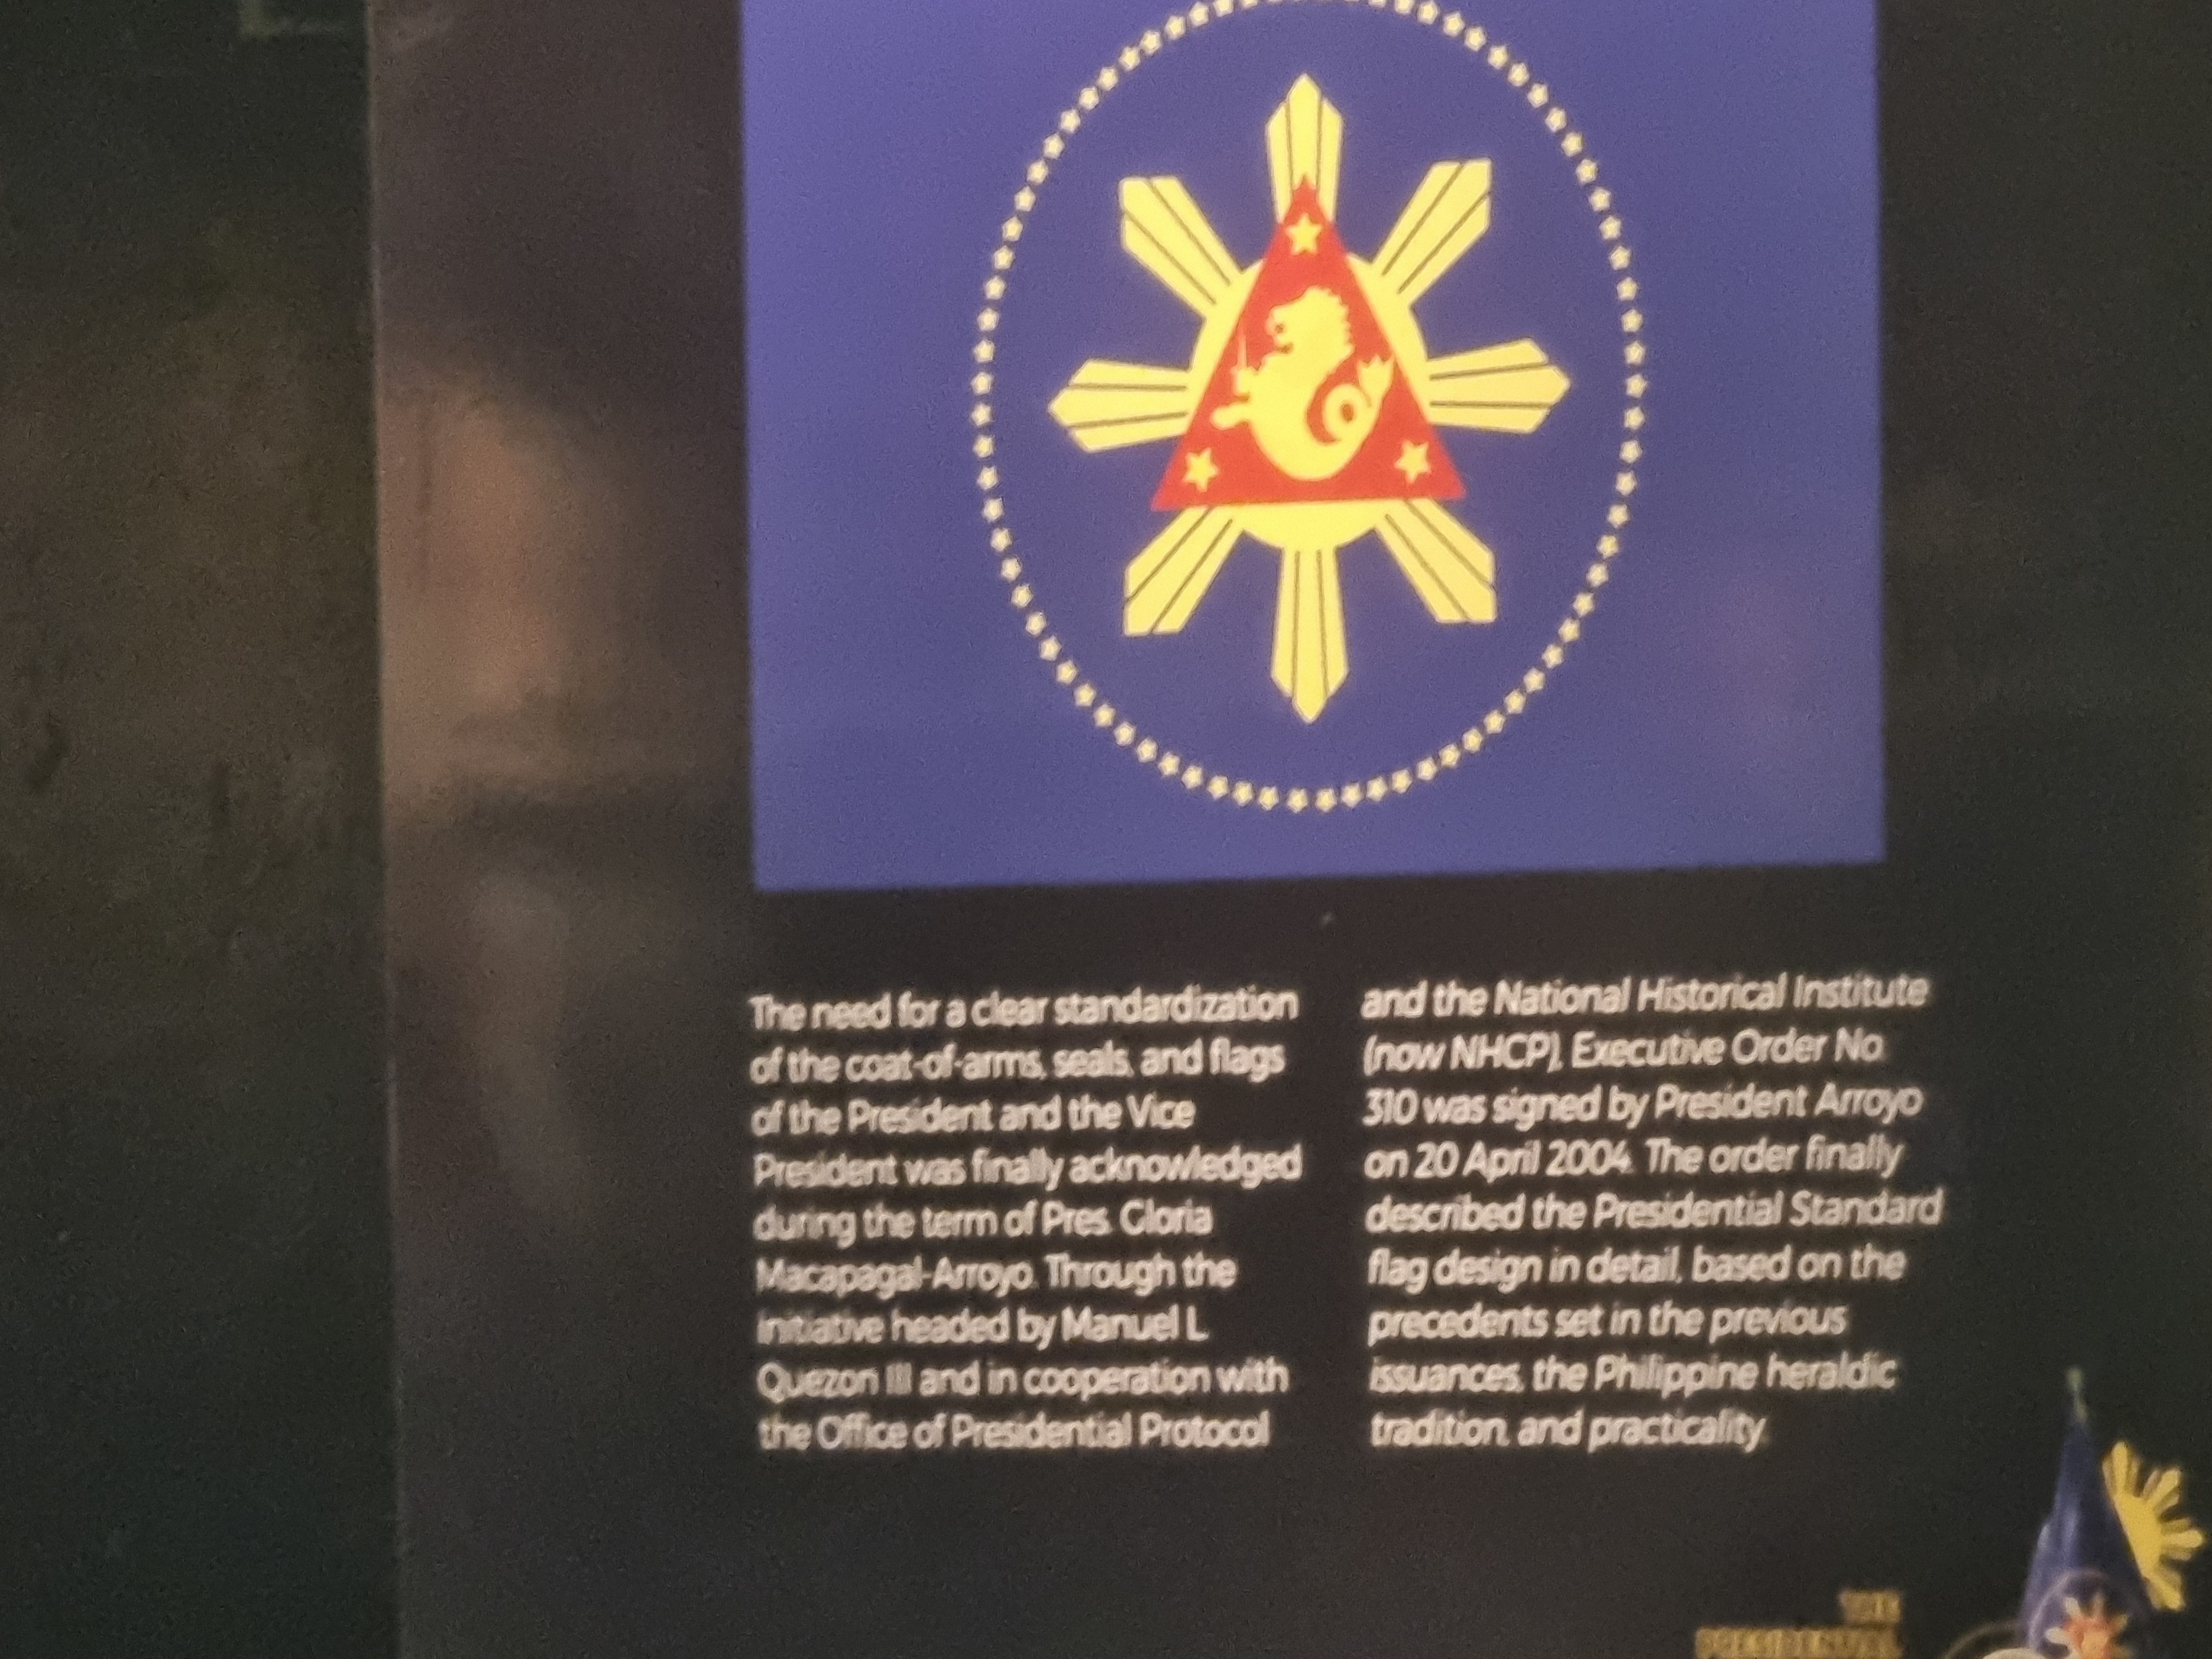 The need for a clear standardization
of the coat-of-arms, seals, and flags
of the President and the Vice
President was finally acknowledged
during the term of Pres. Gloria
Macapagal-Arroyo. Through the
initiative headed by Manuel L.
Quezon III and in cooperation with
the Office of Presidential Protocol
and the National Historical Institute
(now NHCP), Executive Order No.
310 was signed by President Arroyo
on 20 April 2004. The order finally
described the Presidential Standard
flag design in detail, based on the
precedents set in the previous
issuances, the Philippine heraldic
tradition, and practicality.
THE
PRESIDENTIAL